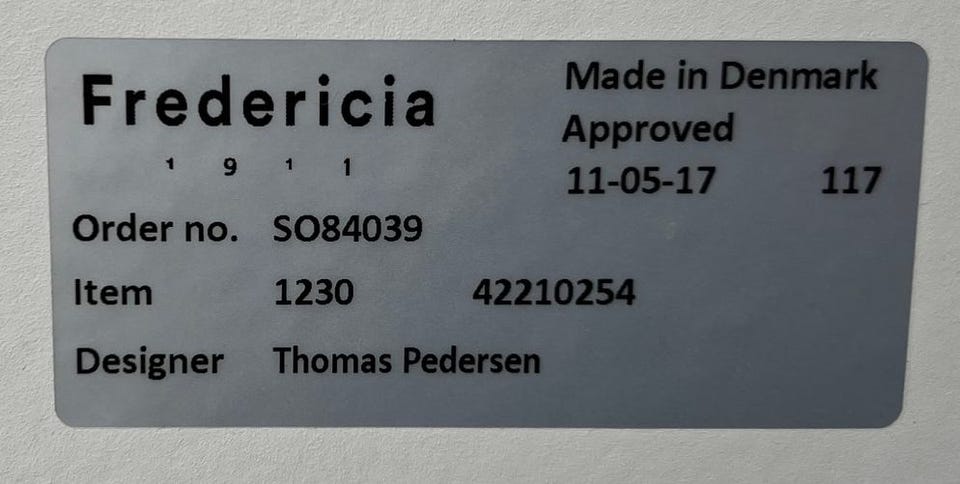 Fredericia
1 9 1 1
Made in Denmark
Approved
11-05-17 117
Order no. SO84039
Item 1230 42210254
Designer Thomas Pedersen